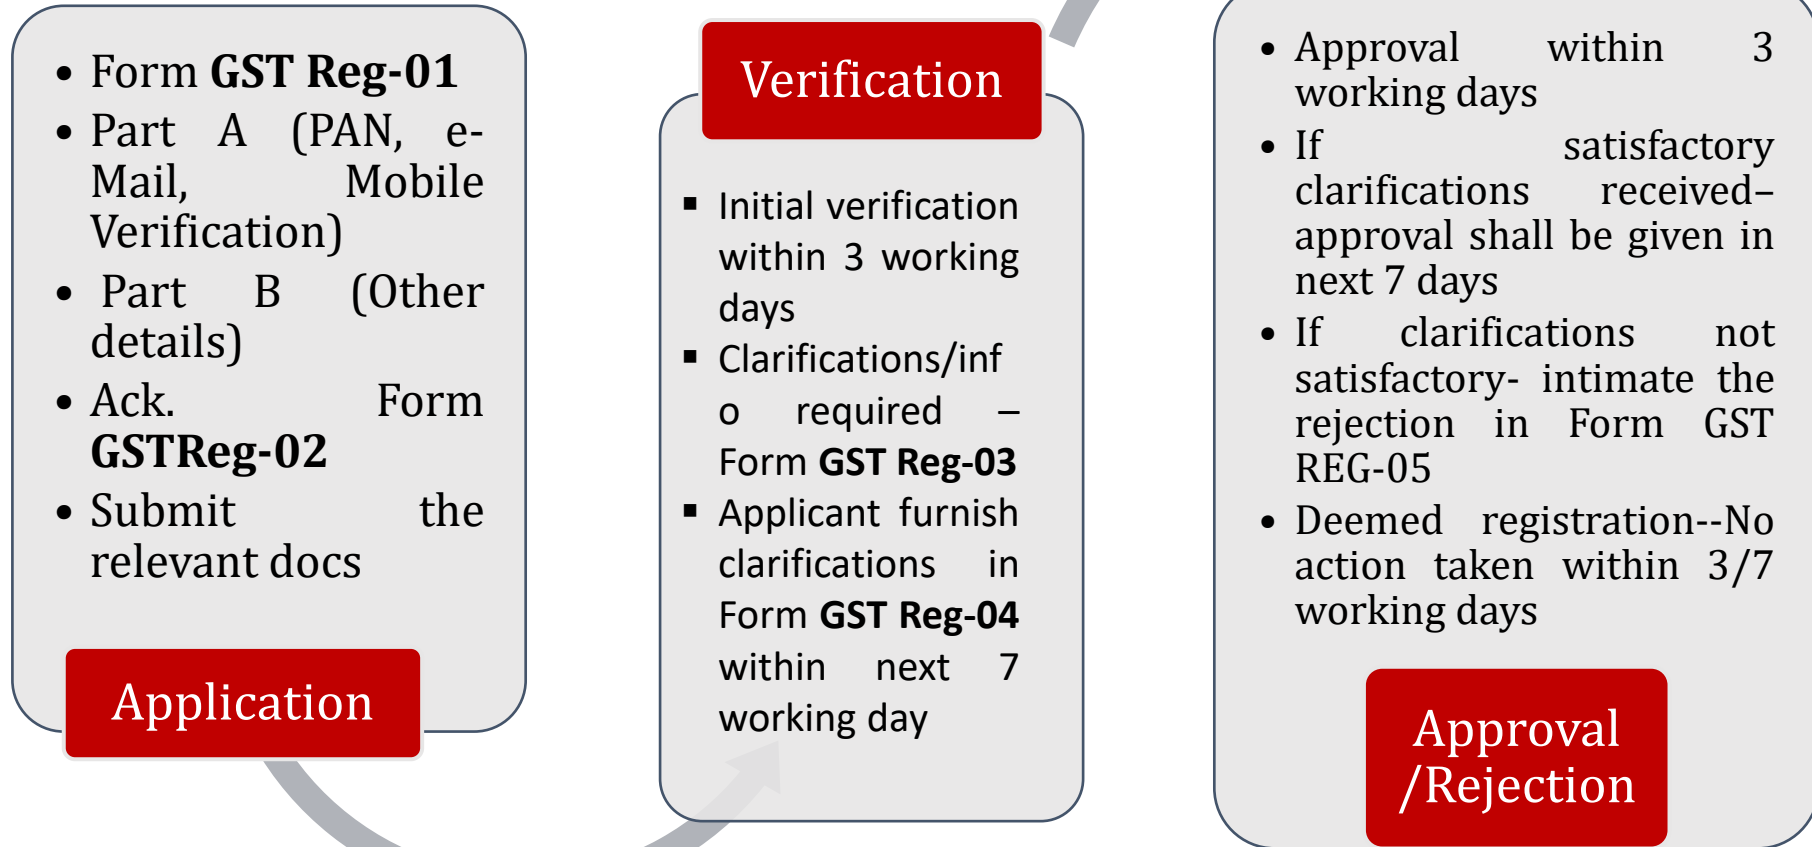 • Form GST Reg-01
• Part A (PAN, e-
Mail, Mobile
Verification)
• Part B (Other
details)
• Ack. Form
GSTReg-02
• Submit the
relevant docs
Application
Verification
▪ Initial verification
within 3 working
days
▪ Clarifications/inf
o required –
Form GST Reg-03
▪ Applicant furnish
clarifications in
Form GST Reg-04
within next 7
working day
• Approval within 3
working days
• If satisfactory
clarifications received–
approval shall be given in
next 7 days
• If clarifications not
satisfactory- intimate the
rejection in Form GST
REG-05
• Deemed registration--No
action taken within 3/7
working days
Approval
/Rejection